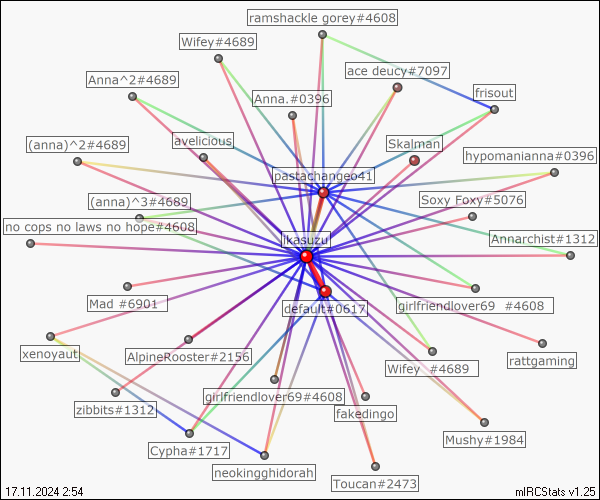 ramshackle gorey#4608
Wifey#4689
ace deucy#7097
Anna^2#4689
frisout
Anna.#0396
avelicious
Skalman
(anna)^2#4689
hypomanianna#0396
pastachangeo41
(anna)^3#4689
Soxy Foxy#5076
no cops no laws no hope#4608
jkasuzu
Annarchist#1312
Mad #6901
default#0617
girlfriendlover69 #4608
xenoyaut
AlpineRooster#2156
rattgaming
Wifey #4689
girlfriendlover69#4608
zibbits#1312
fakedingo
Cypha#1717
Mushy#1984
neokingghidorah
Toucan#2473
17.11.2024 2:54
mIRCStats v1.25